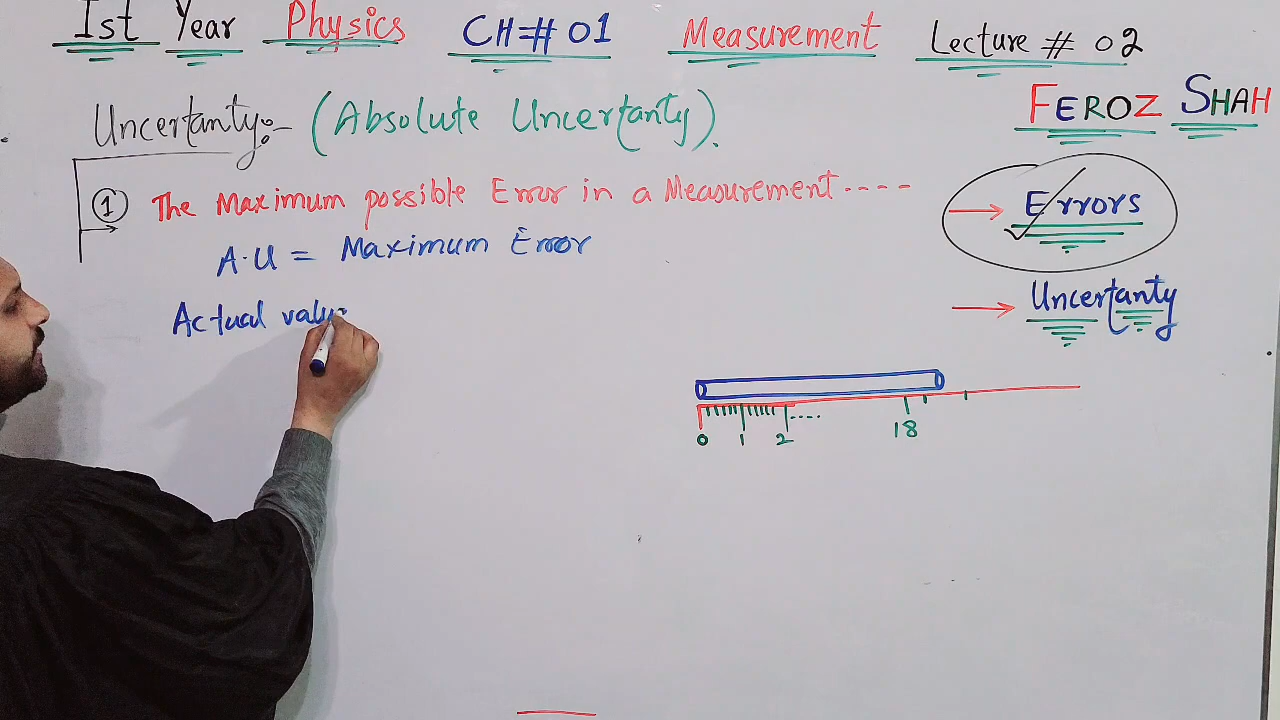 Ist Year Physics CH# 01 Measurement Lecture # 02
FEROZ SHAH
Uncertanty:- (Absolute Uncertanty).
① The Maximum possible Error in a Measurement----
A.U = Maximum Error
Actual valu
→ Errors
→ Uncertanty
0 1 2 .... 18